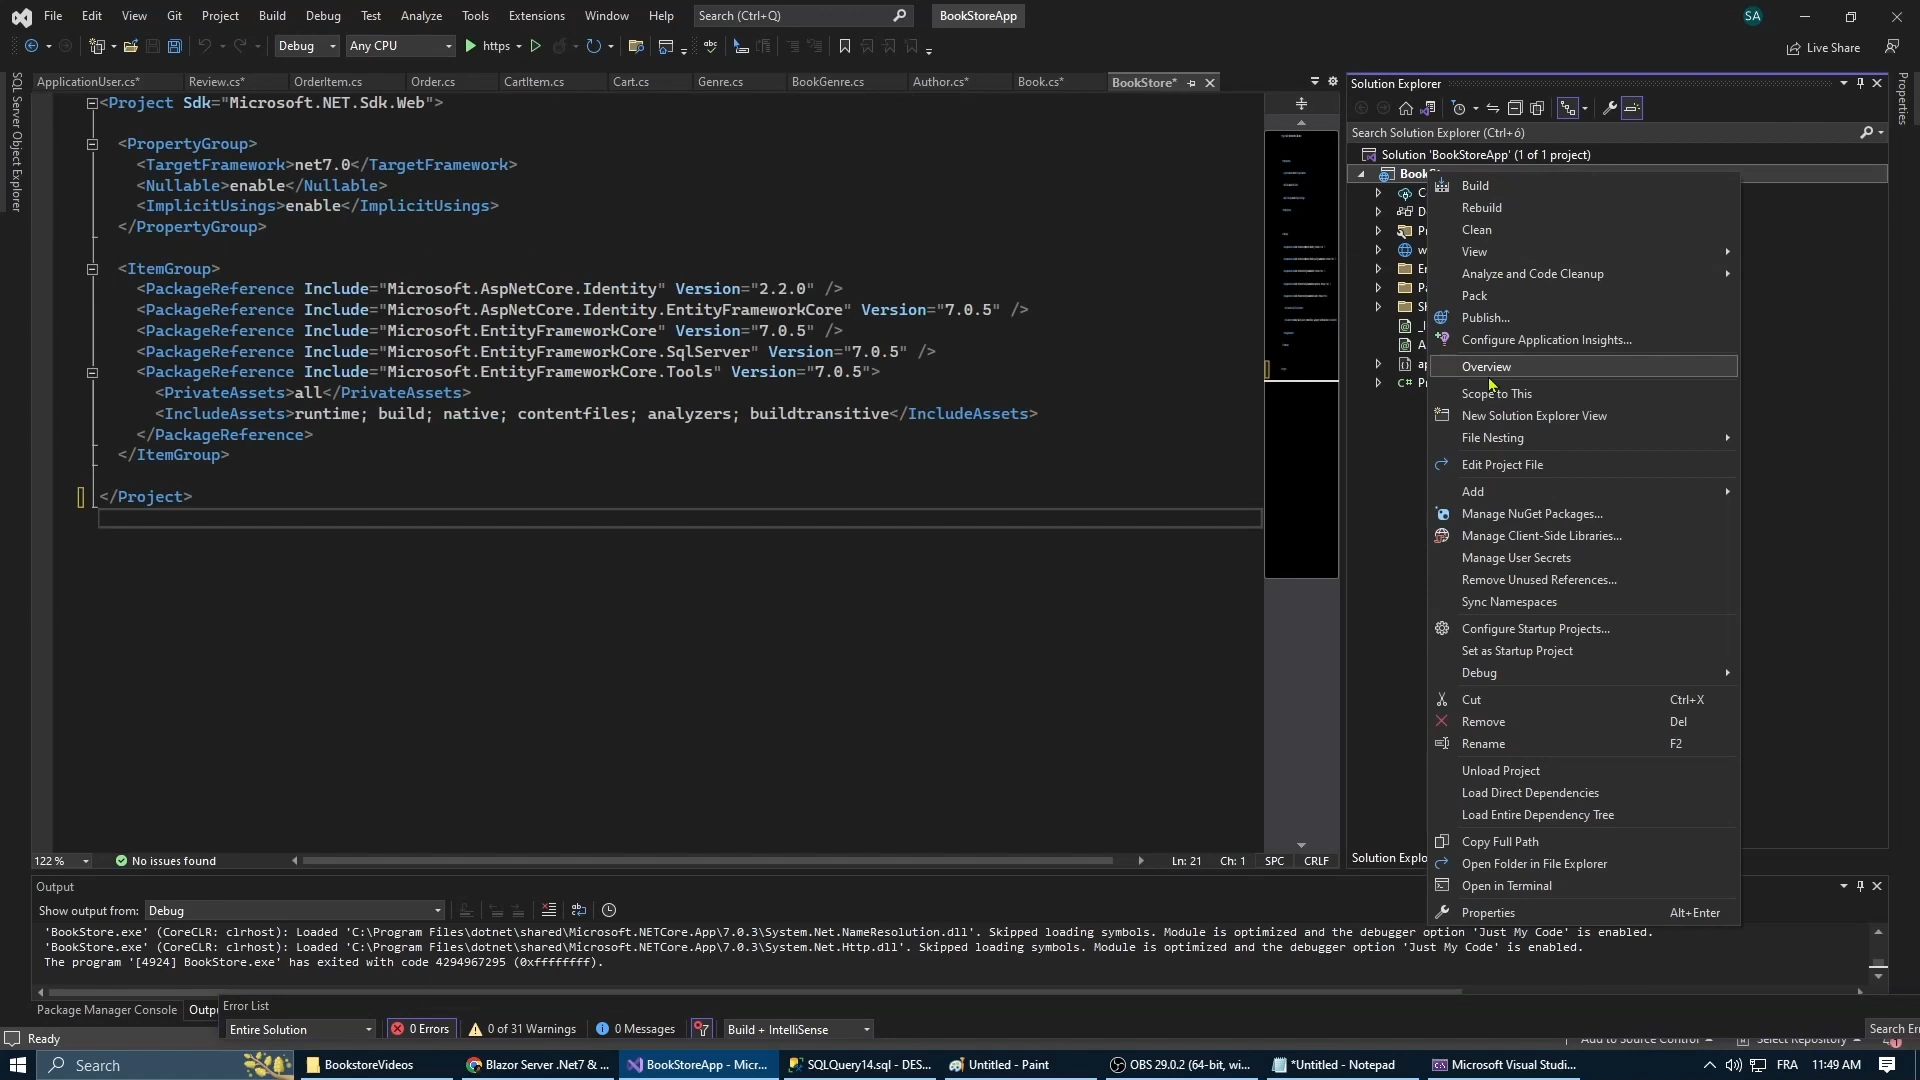 File Edit View Git Project Build Debug Test Analyze Tools Extensions Window Help Search (Ctrl+Q) BookStoreApp SA
Debug Any CPU https Live Share
ApplicationUser.cs* Review.cs* OrderItem.cs Order.cs CartItem.cs Cart.cs Genre.cs BookGenre.cs Author.cs* Book.cs* BookStore*
SQL Server Object Explorer
<Project Sdk="Microsoft.NET.Sdk.Web">
<PropertyGroup>
<TargetFramework>net7.0</TargetFramework>
<Nullable>enable</Nullable>
<ImplicitUsings>enable</ImplicitUsings>
</PropertyGroup>
<ItemGroup>
<PackageReference Include="Microsoft.AspNetCore.Identity" Version="2.2.0" />
<PackageReference Include="Microsoft.AspNetCore.Identity.EntityFrameworkCore" Version="7.0.5" />
<PackageReference Include="Microsoft.EntityFrameworkCore" Version="7.0.5" />
<PackageReference Include="Microsoft.EntityFrameworkCore.SqlServer" Version="7.0.5" />
<PackageReference Include="Microsoft.EntityFrameworkCore.Tools" Version="7.0.5">
<PrivateAssets>all</PrivateAssets>
<IncludeAssets>runtime; build; native; contentfiles; analyzers; buildtransitive</IncludeAssets>
</PackageReference>
</ItemGroup>
</Project>
122 % No issues found Ln: 21 Ch: 1 SPC CRLF
Solution Explorer
Search Solution Explorer (Ctrl+ó)
Solution 'BookStoreApp' (1 of 1 project)
Properties
Build
Rebuild
Clean
View
Analyze and Code Cleanup
Pack
Publish...
Configure Application Insights...
Overview
Scope to This
New Solution Explorer View
File Nesting
Edit Project File
Add
Manage NuGet Packages...
Manage Client-Side Libraries...
Manage User Secrets
Remove Unused References...
Sync Namespaces
Configure Startup Projects...
Set as Startup Project
Debug
Cut Ctrl+X
Remove Del
Rename F2
Unload Project
Load Direct Dependencies
Load Entire Dependency Tree
Copy Full Path
Open Folder in File Explorer
Open in Terminal
Properties Alt+Enter
Solution Explo
Output
Show output from: Debug
'BookStore.exe' (CoreCLR: clrhost): Loaded 'C:\Program Files\dotnet\shared\Microsoft.NETCore.App\7.0.3\System.Net.NameResolution.dll'. Skipped loading symbols. Module is optimized and the debugger option 'Just My Code' is enabled.
'BookStore.exe' (CoreCLR: clrhost): Loaded 'C:\Program Files\dotnet\shared\Microsoft.NETCore.App\7.0.3\System.Net.Http.dll'. Skipped loading symbols. Module is optimized and the debugger option 'Just My Code' is enabled.
The program '[4924] BookStore.exe' has exited with code 4294967295 (0xffffffff).
Package Manager Console Outpu
Error List
Entire Solution 0 Errors 0 of 31 Warnings 0 Messages Build + IntelliSense Search Er
Ready Add to Source Control Select Repository
Search BookstoreVideos Blazor Server .Net7 & ... BookStoreApp - Micr... SQLQuery14.sql - DES... Untitled - Paint OBS 29.0.2 (64-bit, wi... *Untitled - Notepad Microsoft Visual Studi... FRA 11:49 AM